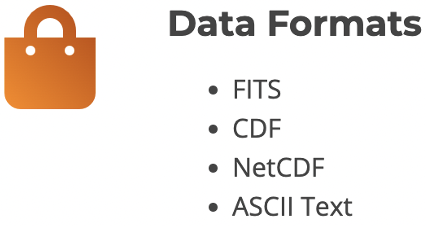 Data Formats
• FITS
• CDF
• NetCDF
• ASCII Text